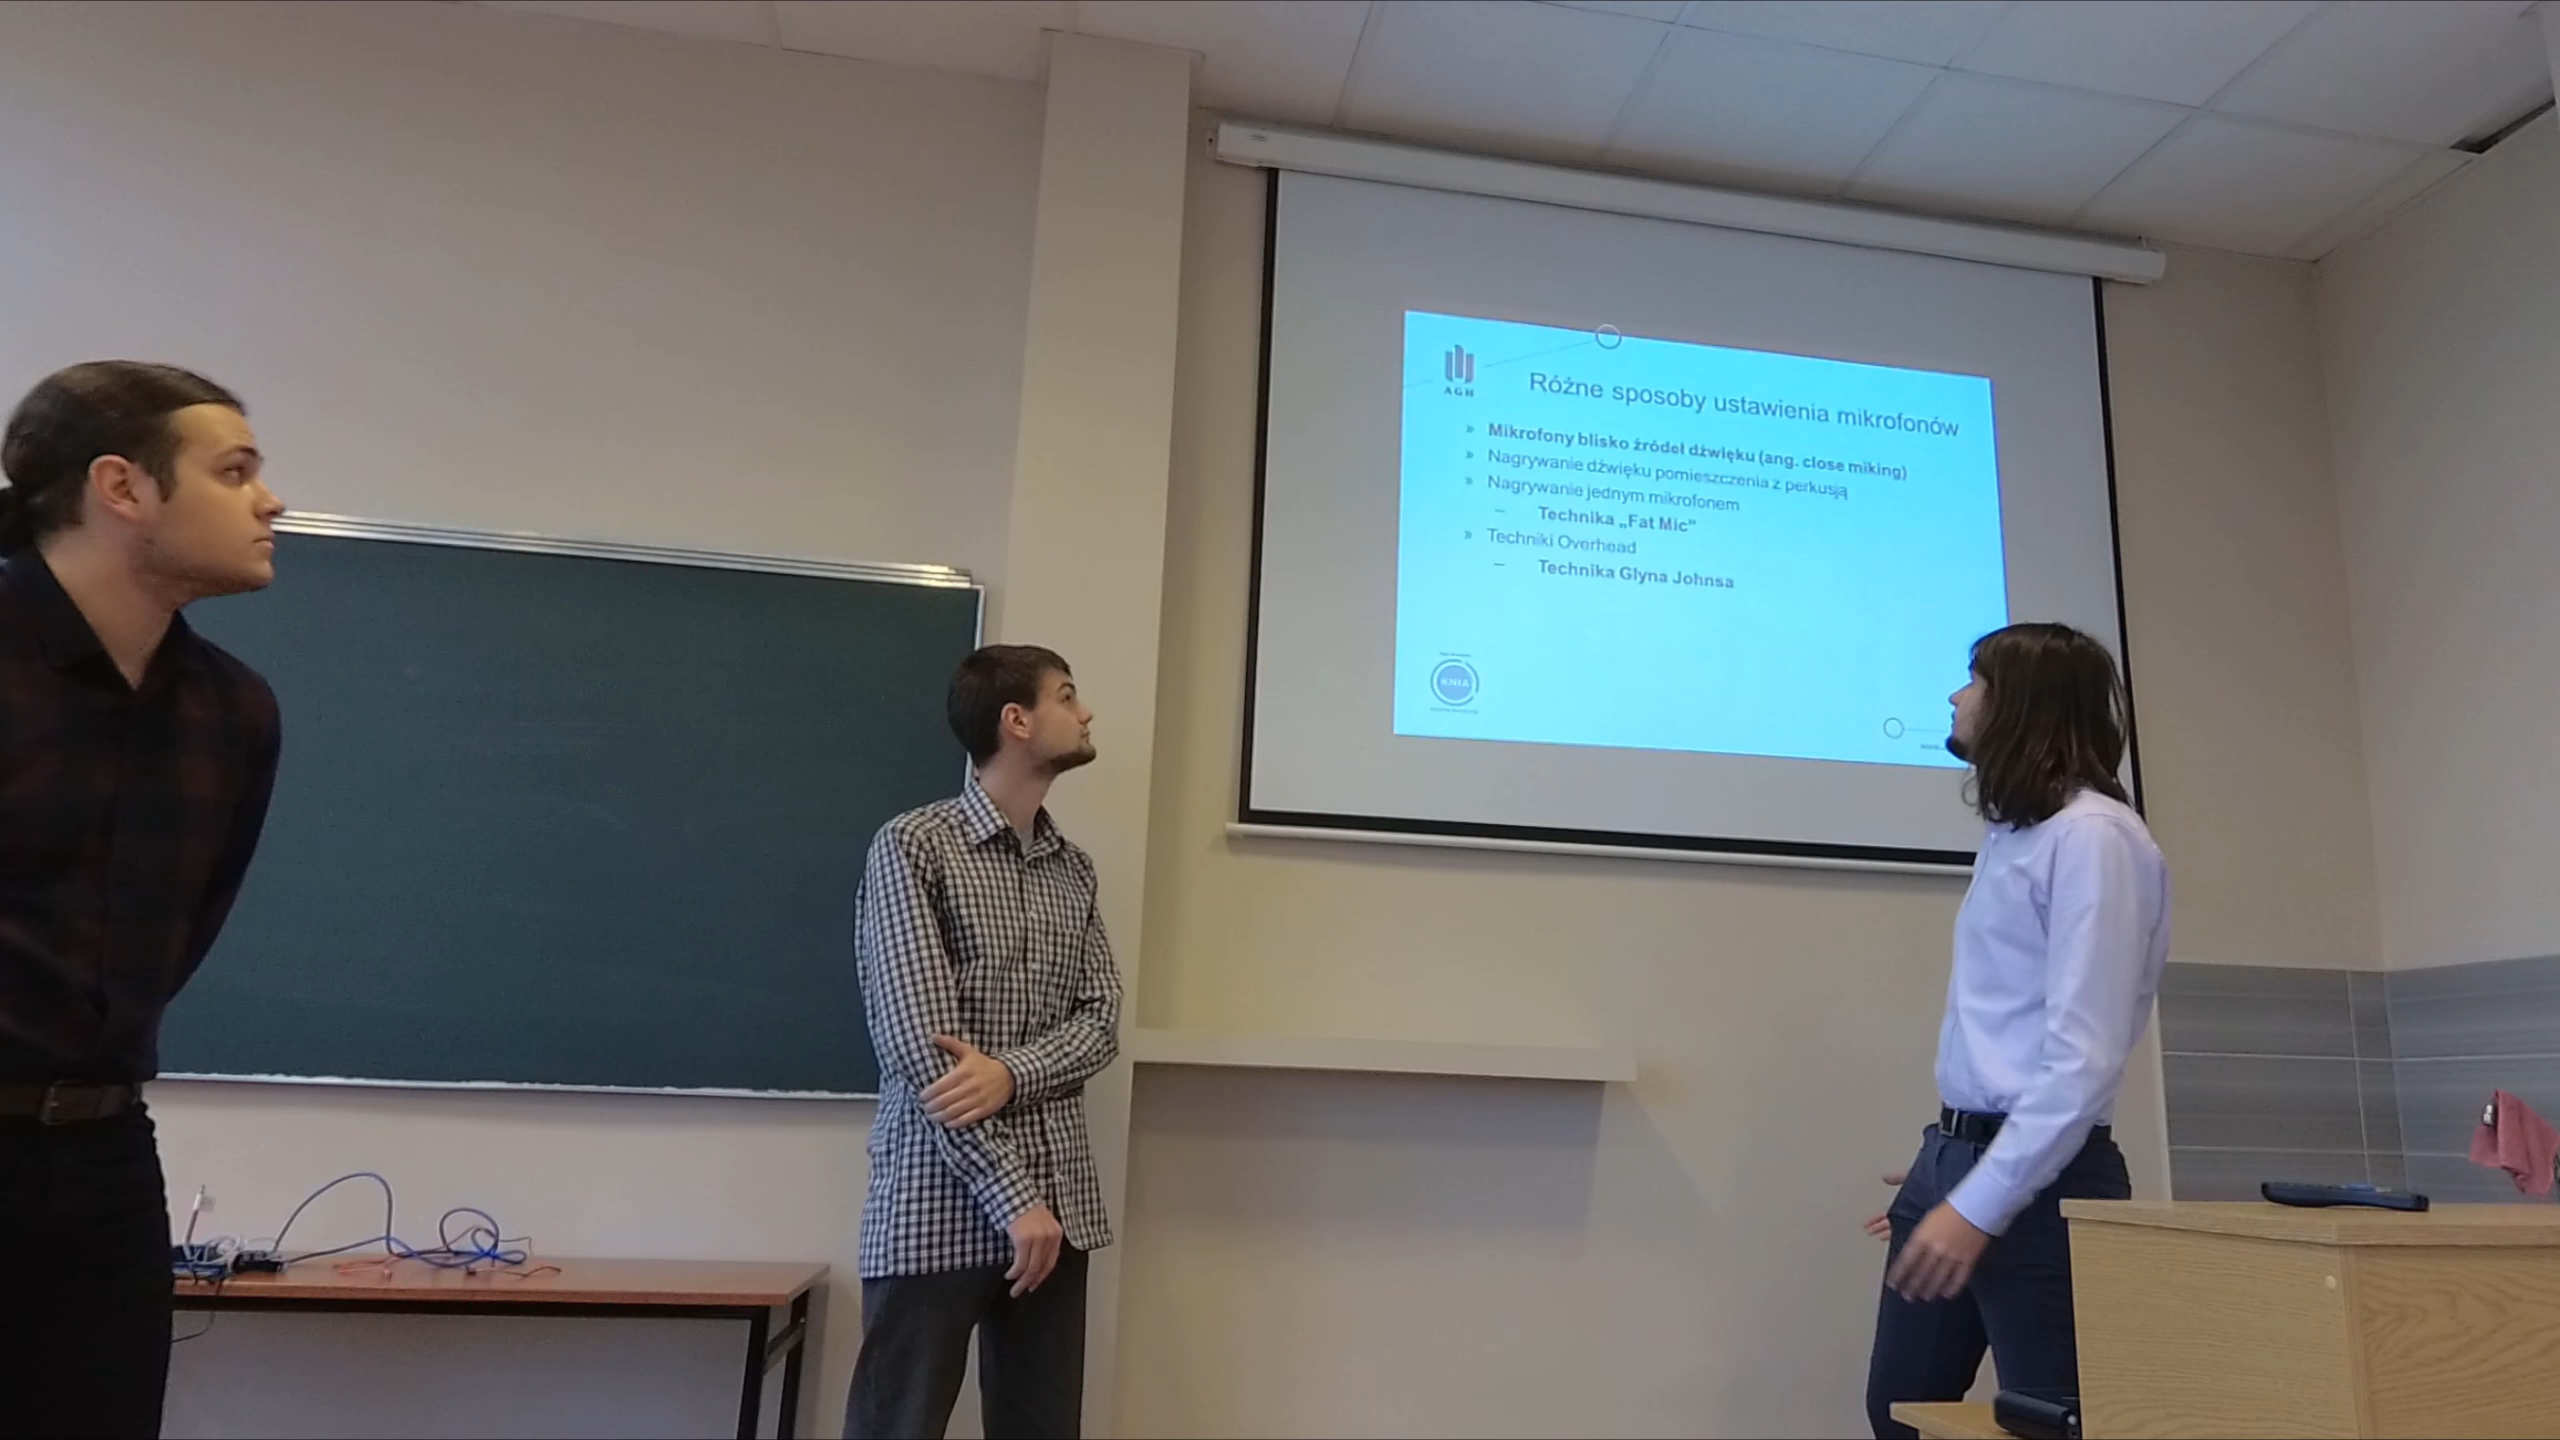 AGH
Różne sposoby ustawienia mikrofonów
» Mikrofony blisko źródeł dźwięku (ang. close miking)
» Nagrywanie dźwięku pomieszczenia z perkusją
» Nagrywanie jednym mikrofonem
– Technika „Fat Mic”
» Techniki Overhead
– Technika Glyna Johnsa
KNIA